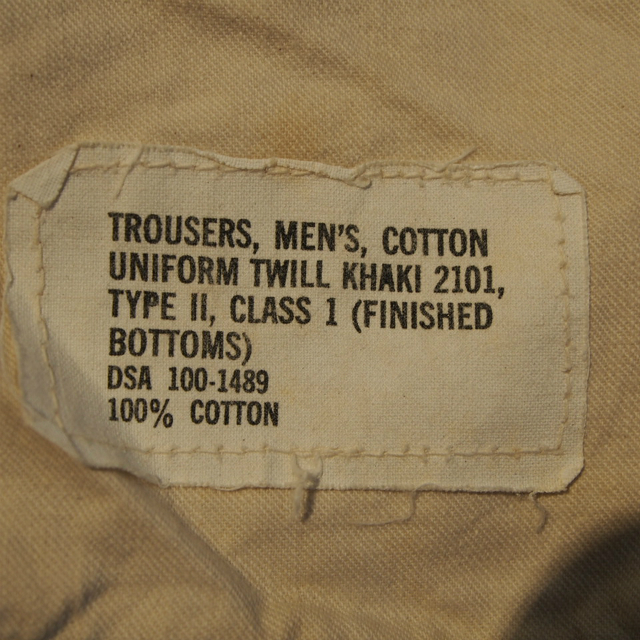 TROUSERS, MEN'S, COTTON
UNIFORM TWILL KHAKI 2101,
TYPE II, CLASS 1 (FINISHED
BOTTOMS)
DSA 100-1489
100% COTTON